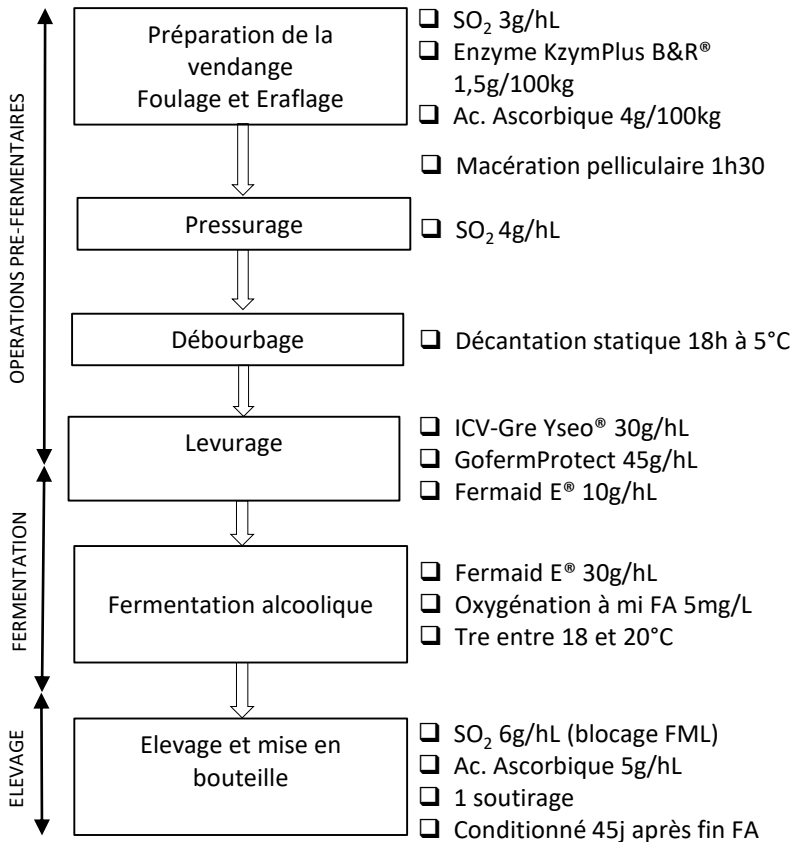 OPERATIONS PRE-FERMENTAIRES
Préparation de la
vendange
Foulage et Eraflage
❑ SO₂ 3g/hL
❑ Enzyme KzymPlus B&R®
1,5g/100kg
❑ Ac. Ascorbique 4g/100kg
❑ Macération pelliculaire 1h30
Pressurage
❑ SO₂ 4g/hL
Débourbage
❑ Décantation statique 18h à 5°C
Levurage
❑ ICV-Gre Yseo® 30g/hL
❑ GofermProtect 45g/hL
❑ Fermaid E® 10g/hL
FERMENTATION
Fermentation alcoolique
❑ Fermaid E® 30g/hL
❑ Oxygénation à mi FA 5mg/L
❑ Tre entre 18 et 20°C
ELEVAGE
Elevage et mise en
bouteille
❑ SO₂ 6g/hL (blocage FML)
❑ Ac. Ascorbique 5g/hL
❑ 1 soutirage
❑ Conditionné 45j après fin FA